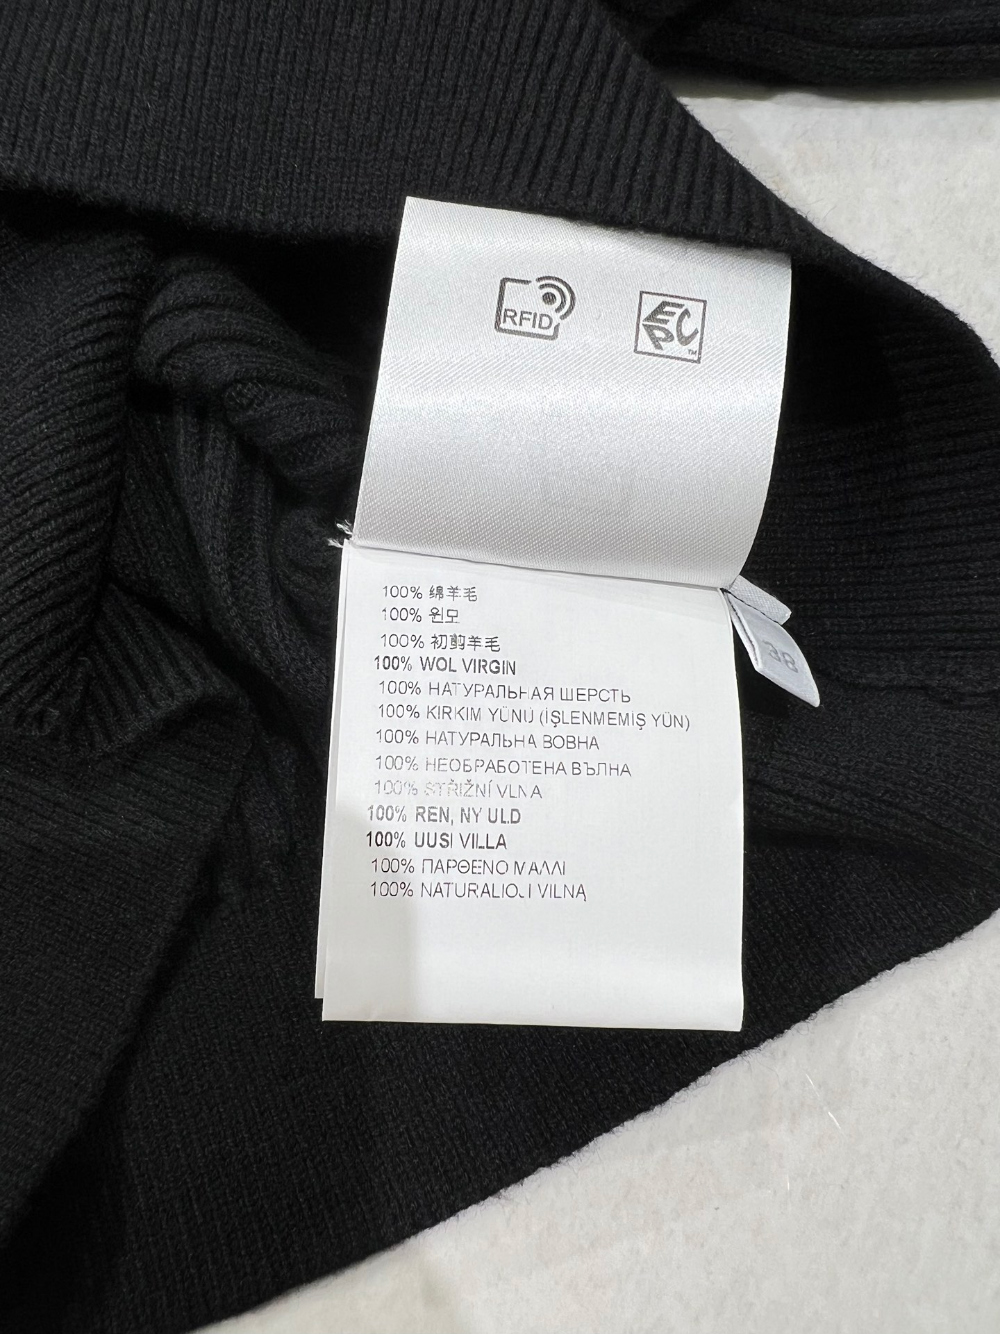 RFID
EPC™
100% 绵羊毛
100% 원모
100% 初剪羊毛
100% WOL VIRGIN
100% НАТУРАЛЬНАЯ ШЕРСТЬ
100% KIRKIM YÜNÜ (İŞLENMEMİŞ YÜN)
100% НАТУРАЛЬНА ВОВНА
100% НЕОБРАБОТЕНА ВЪЛНА
100% STŘIŽNÍ VLNA
100% REN, NY ULD
100% UUSI VILLA
100% ΠΑΡΘΕΝΟ ΜΑΛΛΙ
100% NATURALIOJI VILNA
38